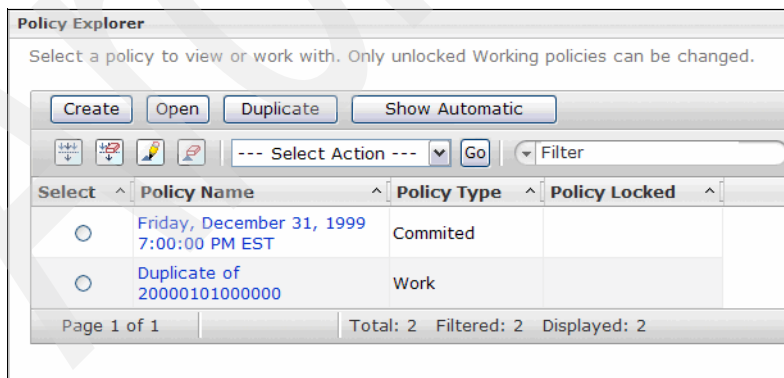 Policy Explorer
Select a policy to view or work with. Only unlocked Working policies can be changed.
Create Open Duplicate Show Automatic
--- Select Action --- Go Filter
Select ^ Policy Name ^ Policy Type ^ Policy Locked ^
Friday, December 31, 1999
7:00:00 PM EST
Commited
Duplicate of
20000101000000
Work
Page 1 of 1 Total: 2 Filtered: 2 Displayed: 2